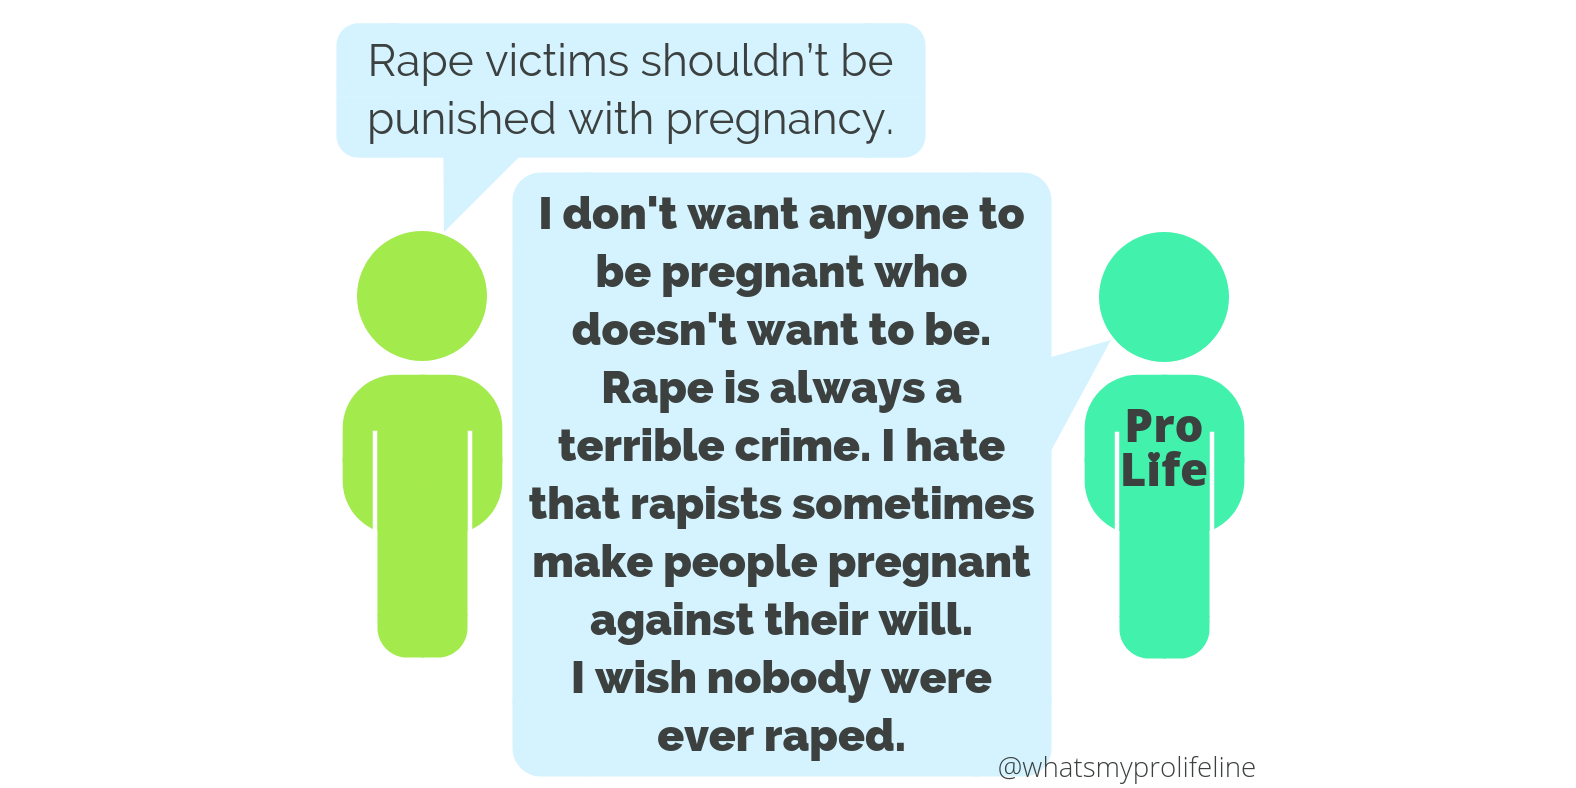 Rape victims shouldn’t be
punished with pregnancy.
I don't want anyone to
be pregnant who
doesn't want to be.
Rape is always a
terrible crime. I hate
that rapists sometimes
make people pregnant
against their will.
I wish nobody were
ever raped.
Pro
Life
@whatsmyprolifeline